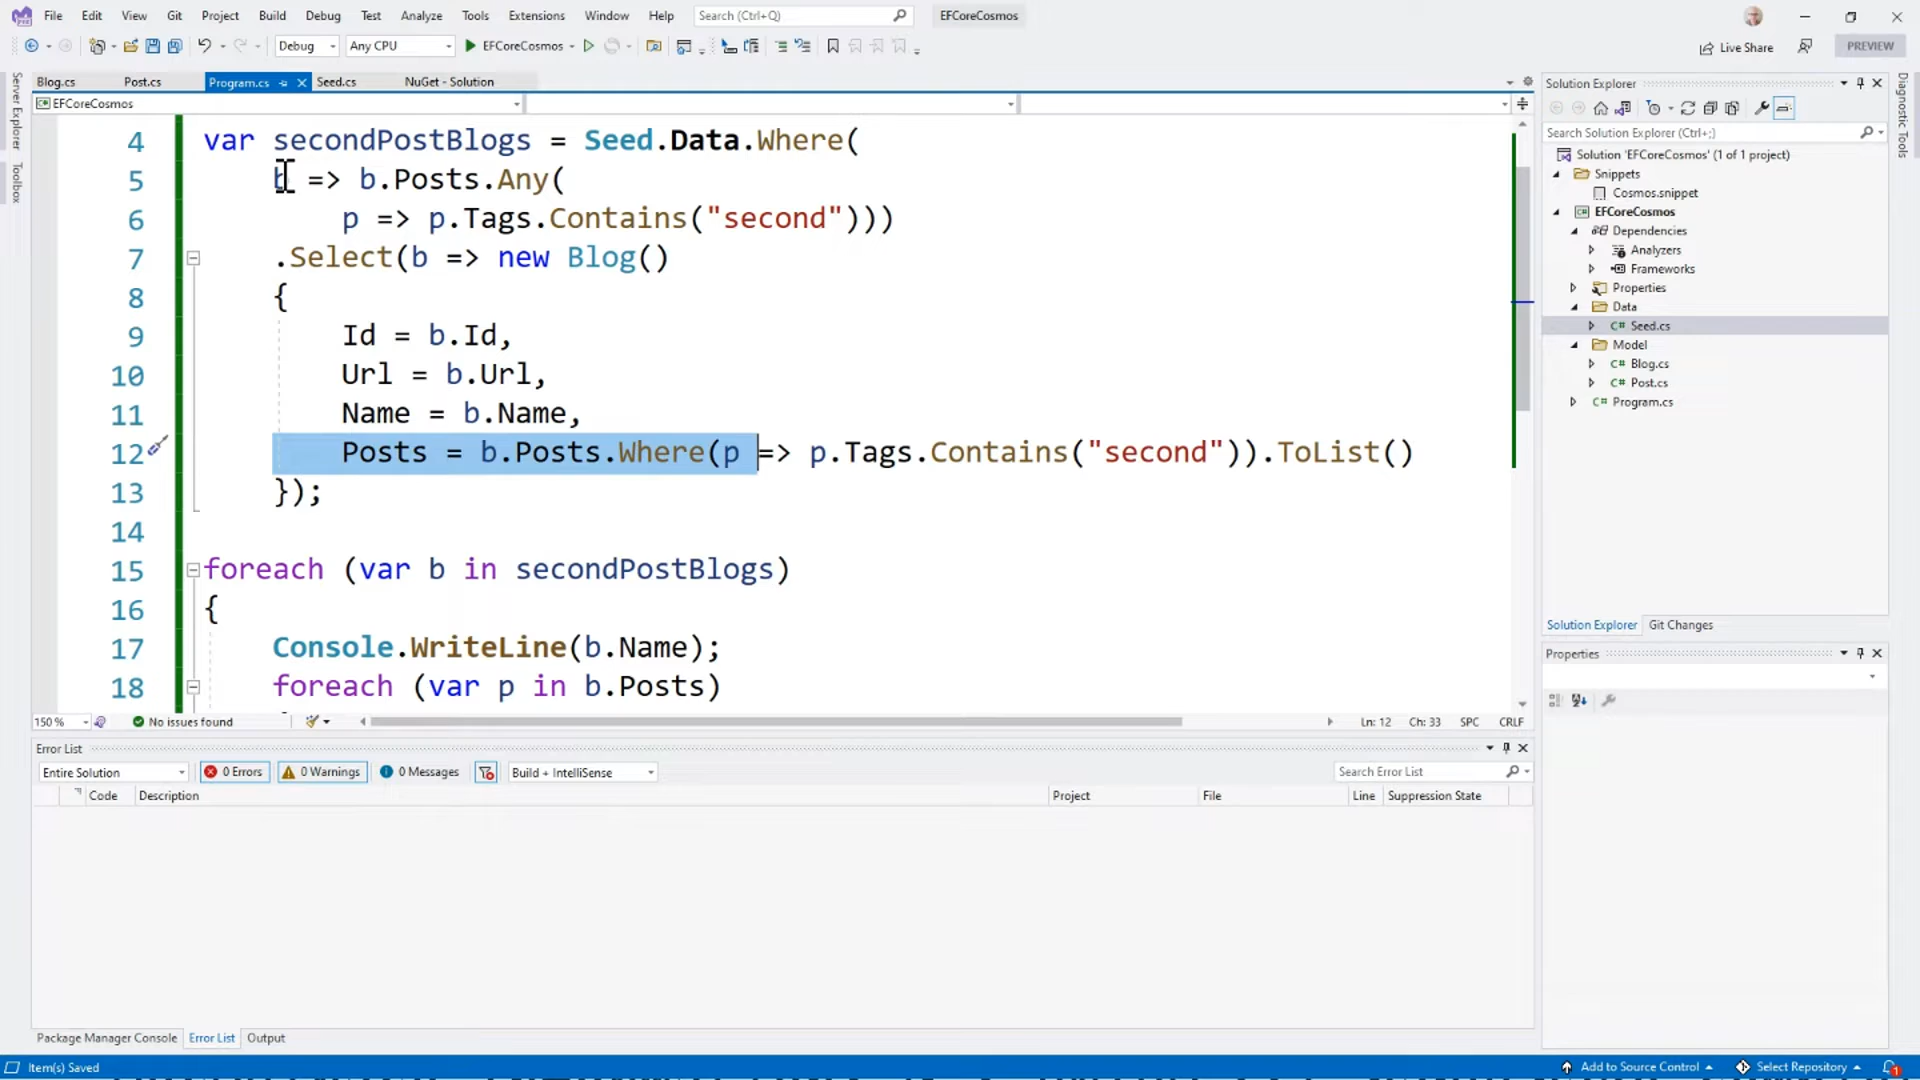 File Edit View Git Project Build Debug Test Analyze Tools Extensions Window Help Search (Ctrl+Q) EFCoreCosmos
Debug Any CPU EFCoreCosmos Live Share PREVIEW
Server Explorer
Toolbox
Blog.cs Post.cs Program.cs Seed.cs NuGet - Solution
EFCoreCosmos
4 var secondPostBlogs = Seed.Data.Where(
5 b => b.Posts.Any(
6 p => p.Tags.Contains("second")))
7 .Select(b => new Blog()
8 {
9 Id = b.Id,
10 Url = b.Url,
11 Name = b.Name,
12 Posts = b.Posts.Where(p => p.Tags.Contains("second")).ToList()
13 });
14
15 foreach (var b in secondPostBlogs)
16 {
17 Console.WriteLine(b.Name);
18 foreach (var p in b.Posts)
150 % No issues found Ln: 12 Ch: 33 SPC CRLF
Error List
Entire Solution 0 Errors 0 Warnings 0 Messages Build + IntelliSense Search Error List
Code Description Project File Line Suppression State
Package Manager Console Error List Output
Solution Explorer
Search Solution Explorer (Ctrl+;)
Solution 'EFCoreCosmos' (1 of 1 project)
Snippets
Cosmos.snippet
EFCoreCosmos
Dependencies
Analyzers
Frameworks
Properties
Data
Seed.cs
Model
Blog.cs
Post.cs
Program.cs
Solution Explorer Git Changes
Properties
Diagnostic Tools
Item(s) Saved Add to Source Control Select Repository 1